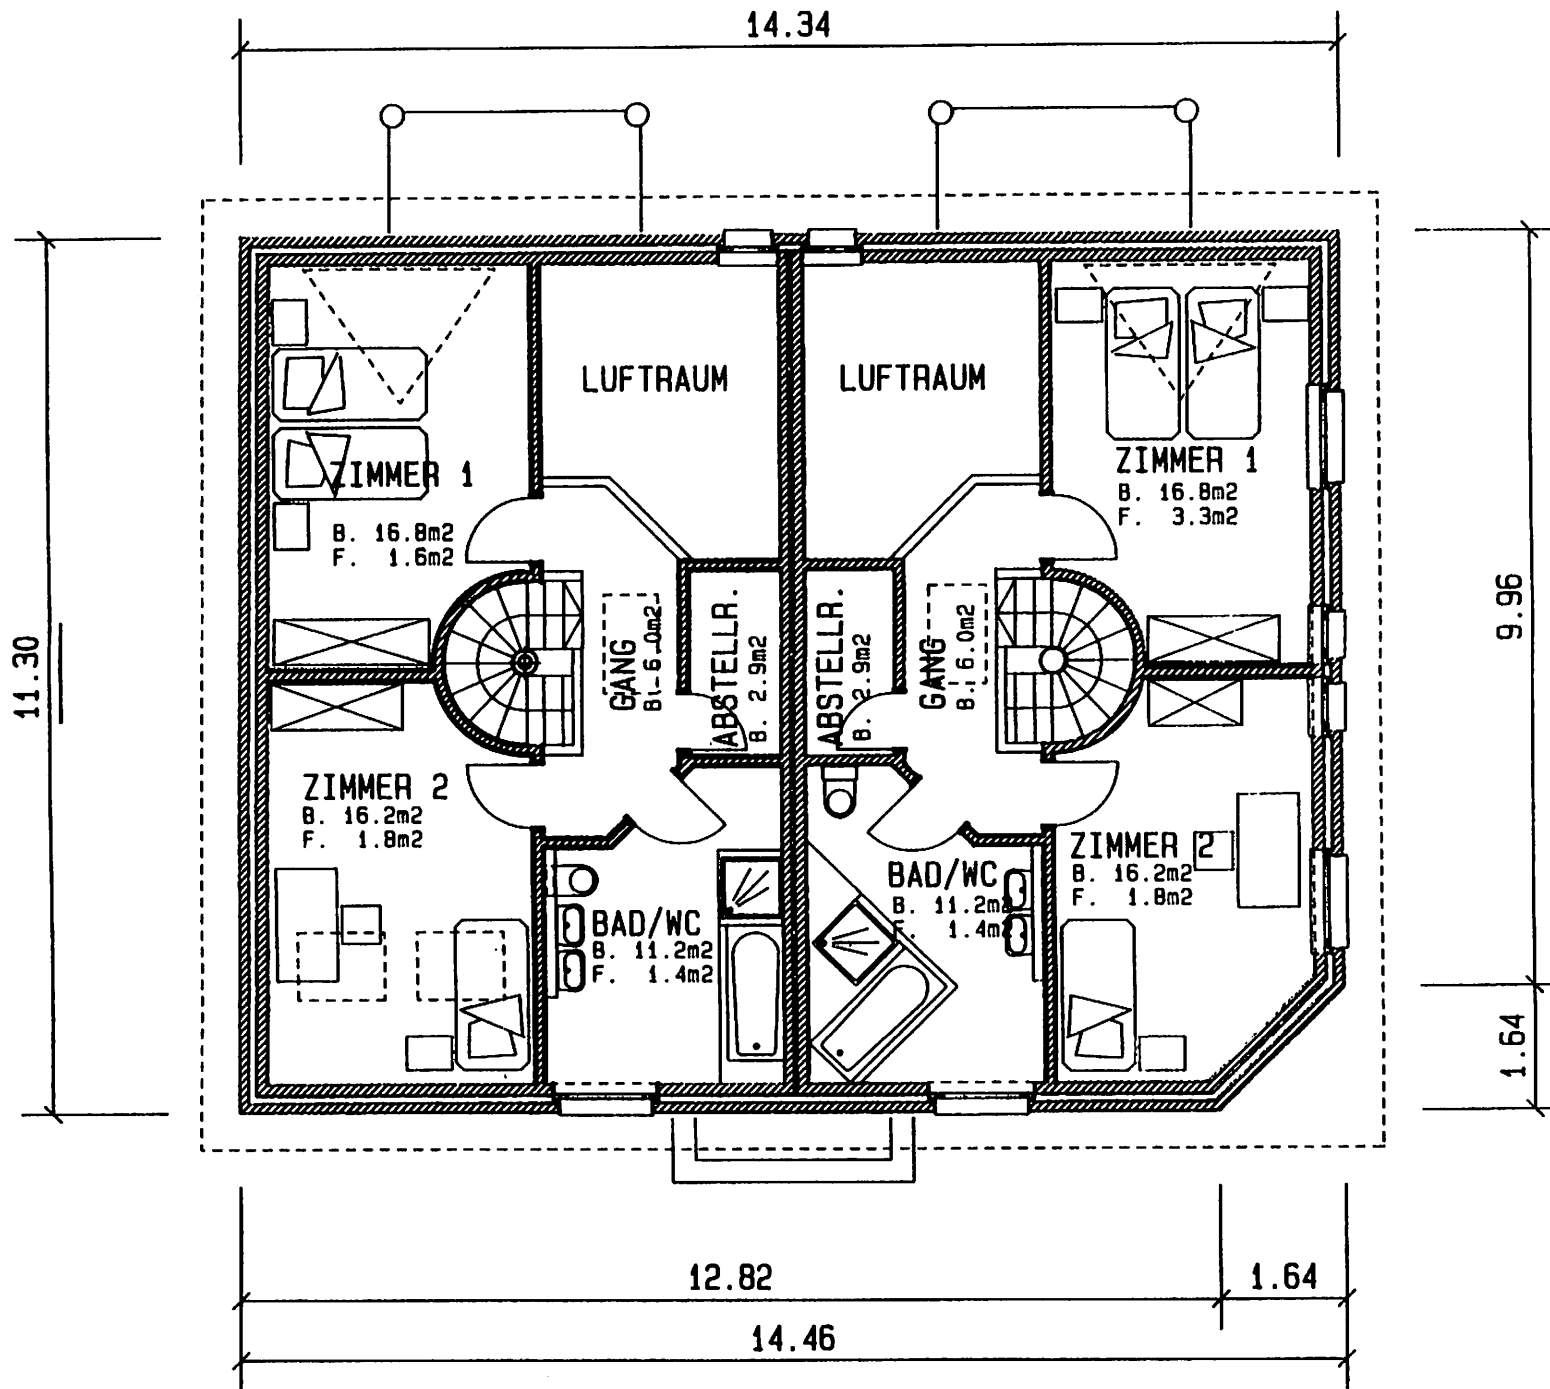 14.34
LUFTRAUM
LUFTRAUM
ZIMMER 1
B. 16.8m2
F. 1.6m2
ZIMMER 1
B. 16.8m2
F. 3.3m2
11.30
9.96
GANG
B. 6.0m2
ABSTELLR.
B. 2.9m2
ABSTELLR.
B. 2.9m2
GANG
B. 6.0m2
ZIMMER 2
B. 16.2m2
F. 1.8m2
ZIMMER 2
B. 16.2m2
F. 1.8m2
BAD/WC
B. 11.2m2
F. 1.4m2
BAD/WC
B. 11.2m2
F. 1.4m2
1.64
12.82
1.64
14.46